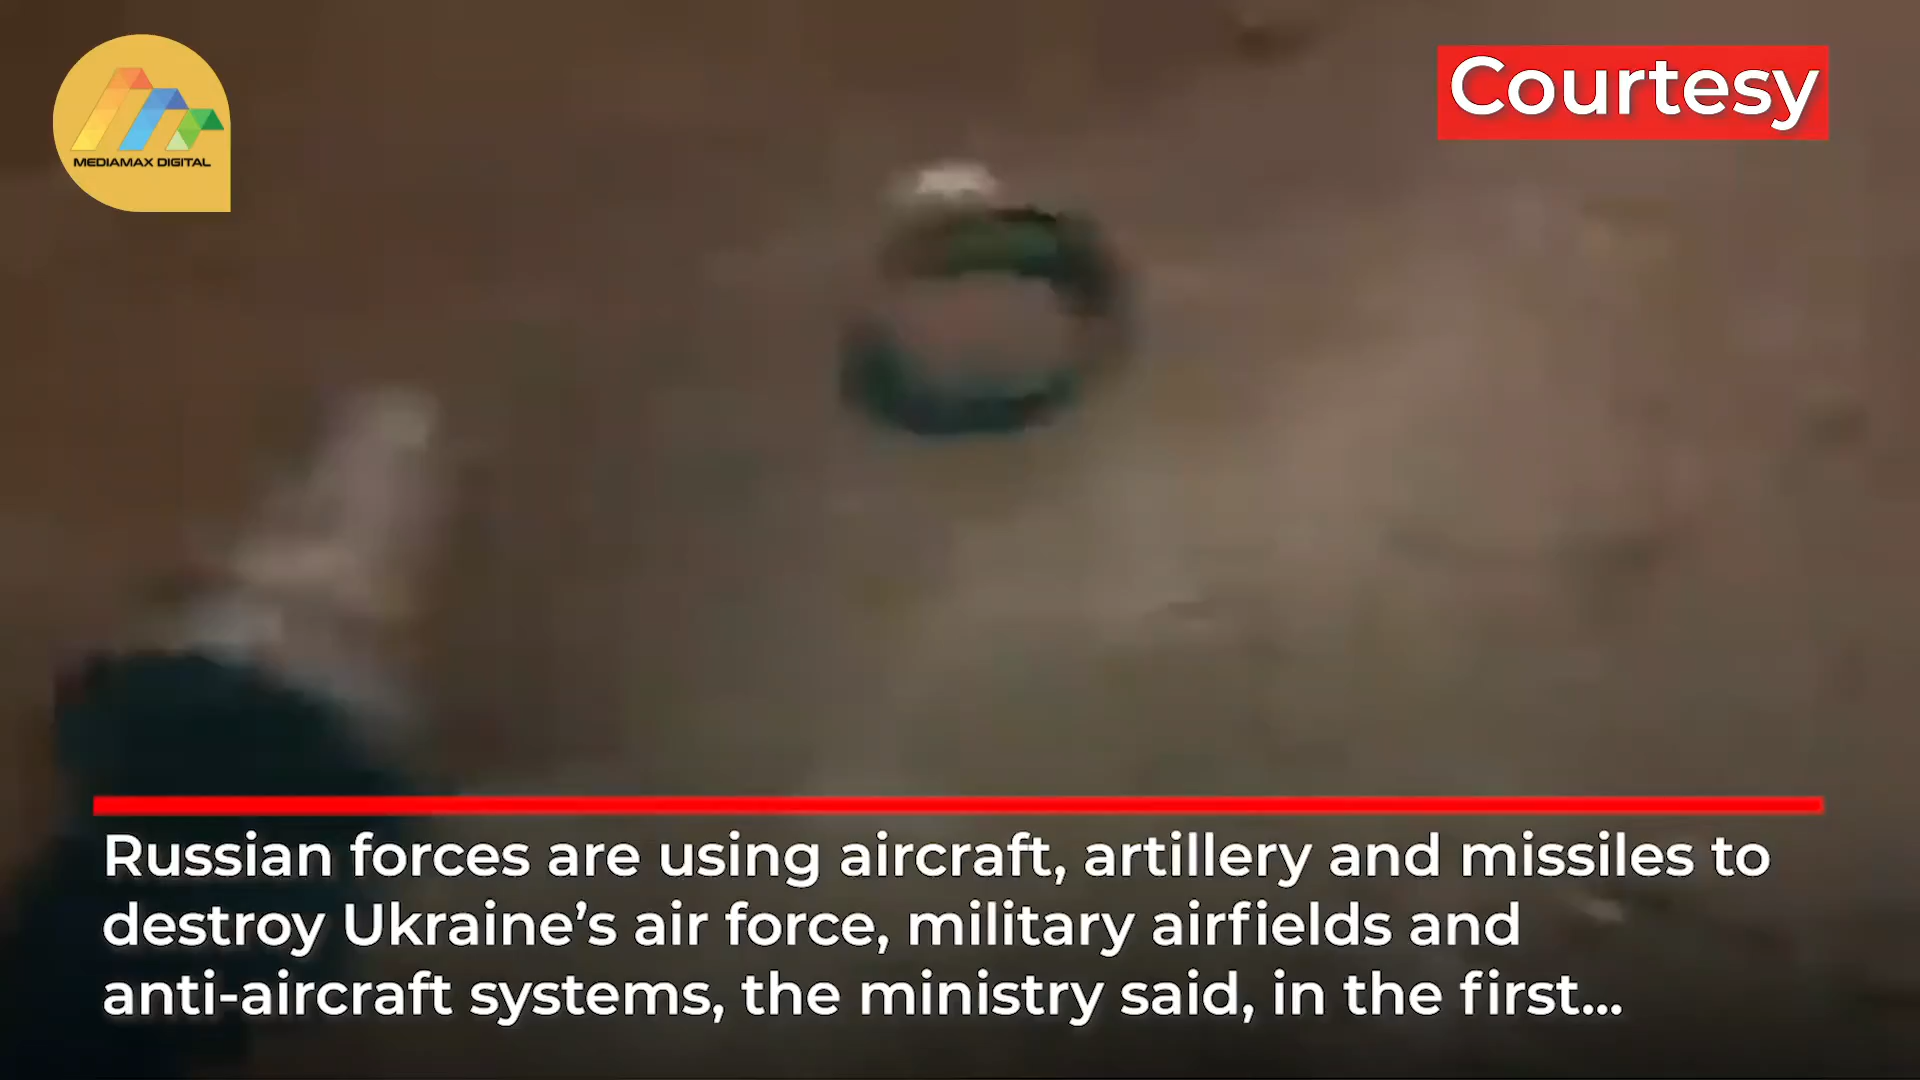 MEDIAMAX DIGITAL
Courtesy
Russian forces are using aircraft, artillery and missiles to
destroy Ukraine’s air force, military airfields and
anti-aircraft systems, the ministry said, in the first...